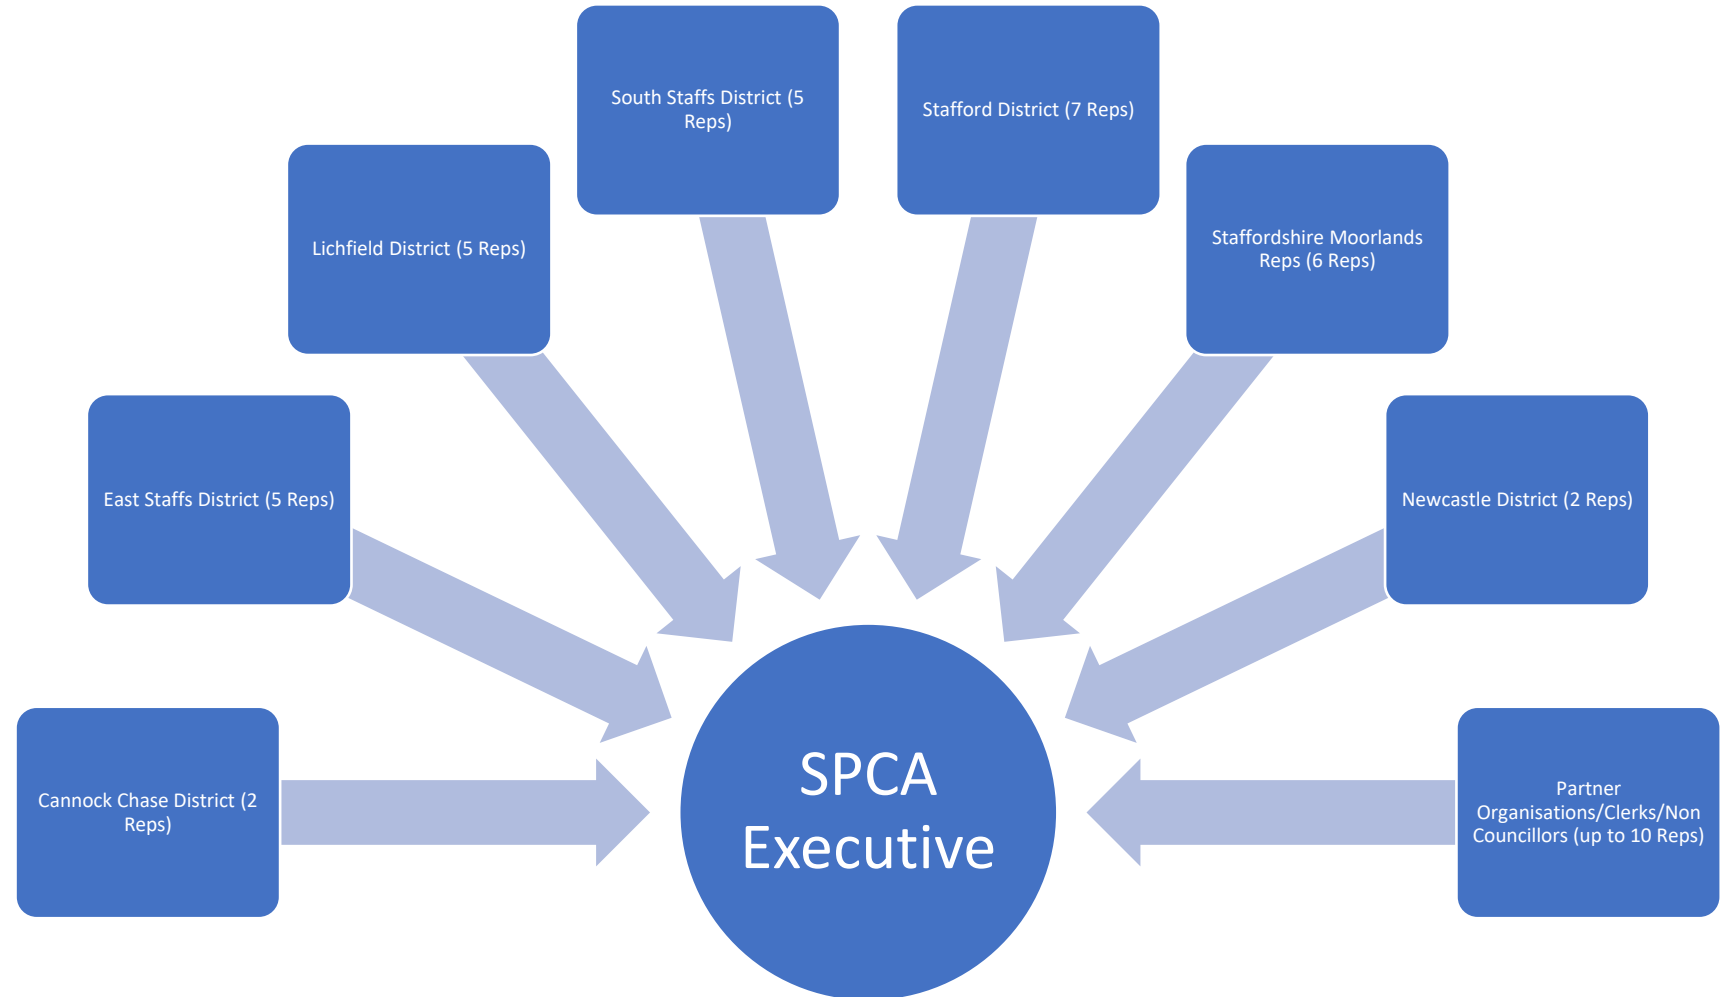 South Staffs District (5
Reps)
Stafford District (7 Reps)
Lichfield District (5 Reps)
Staffordshire Moorlands
Reps (6 Reps)
East Staffs District (5 Reps)
Newcastle District (2 Reps)
Cannock Chase District (2
Reps)
SPCA
Executive
Partner
Organisations/Clerks/Non
Councillors (up to 10 Reps)